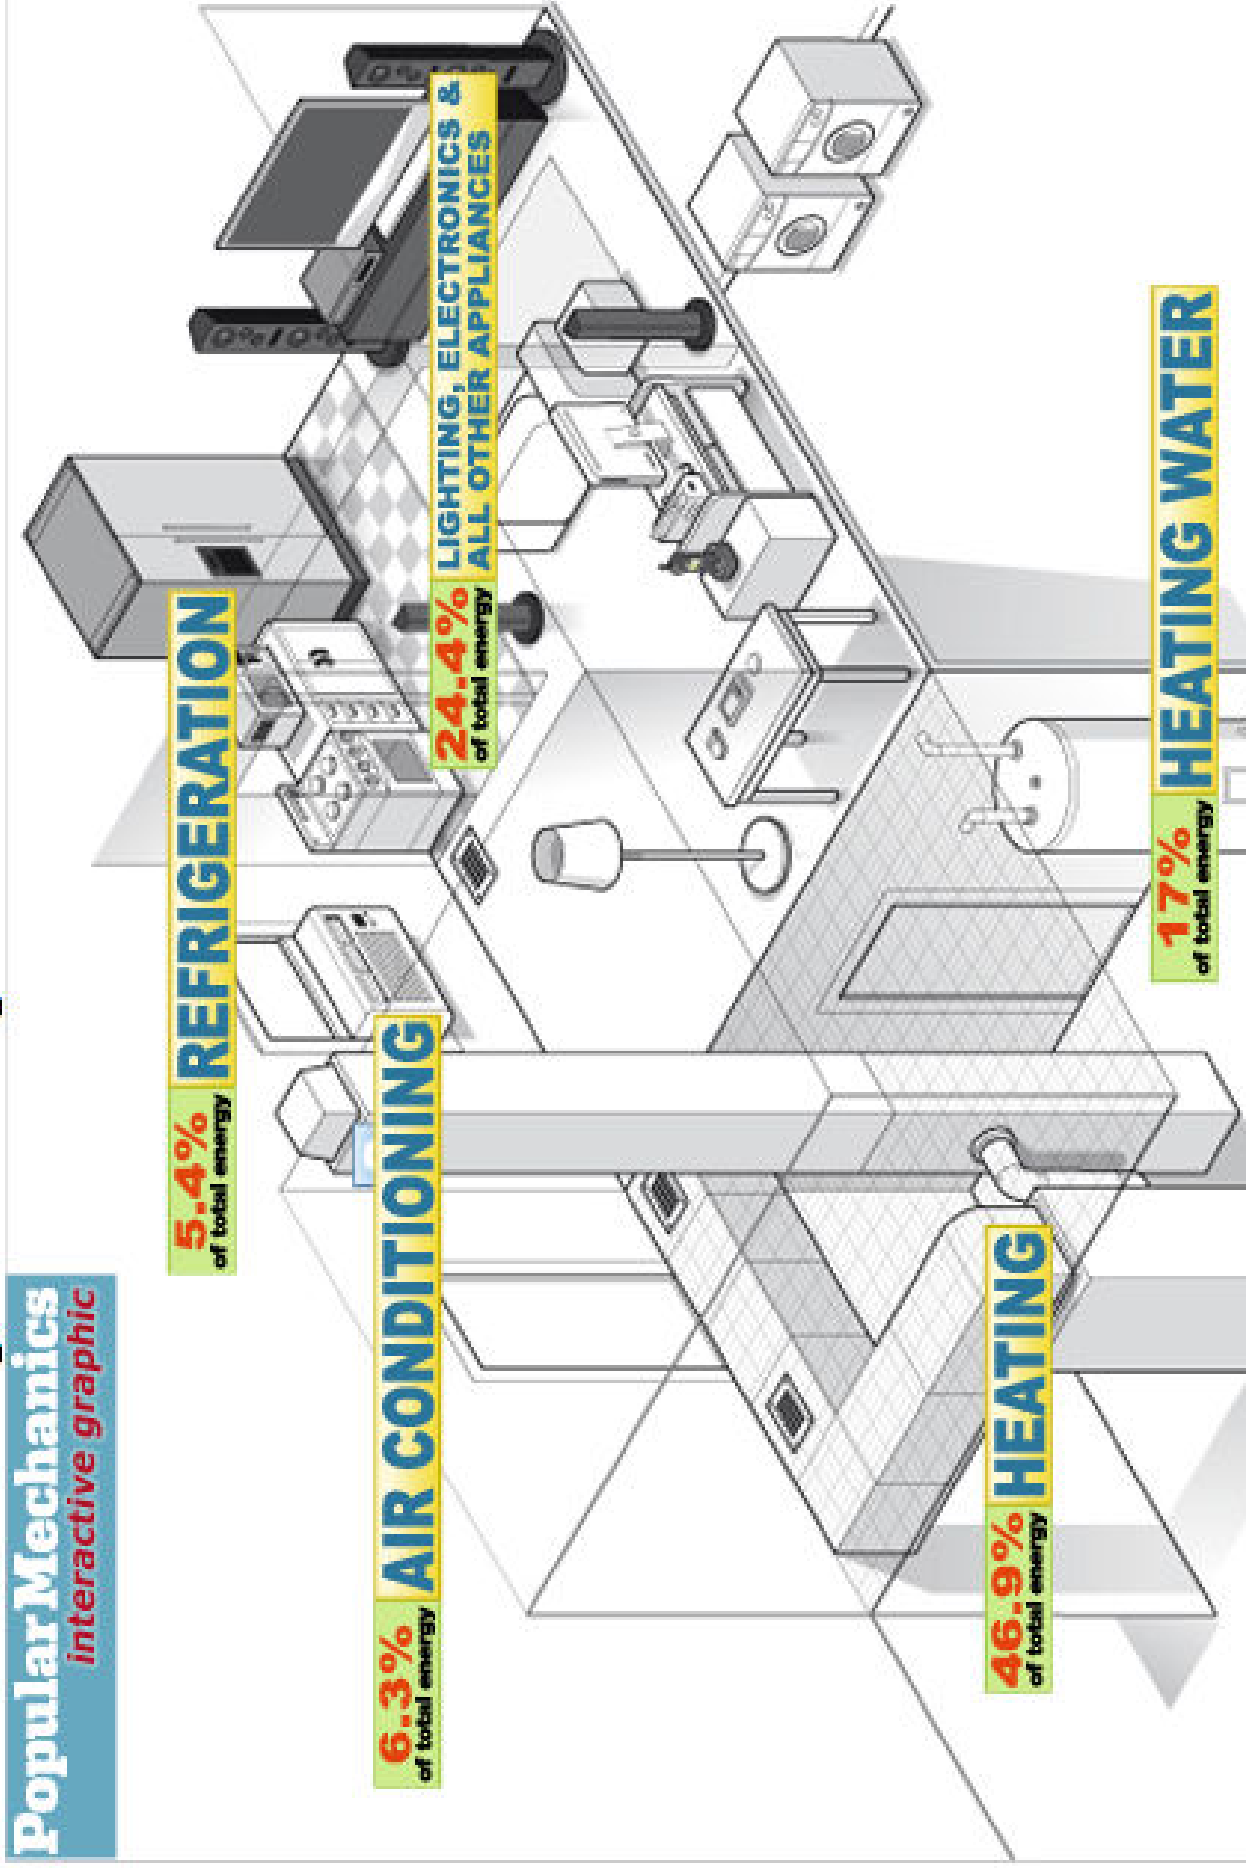 Popular Mechanics
interactive graphic
5.4%
of total energy
REFRIGERATION
6.3%
of total energy
AIR CONDITIONING
24.4%
of total energy
LIGHTING, ELECTRONICS &
ALL OTHER APPLIANCES
46.9%
of total energy
HEATING
17%
of total energy
HEATING WATER